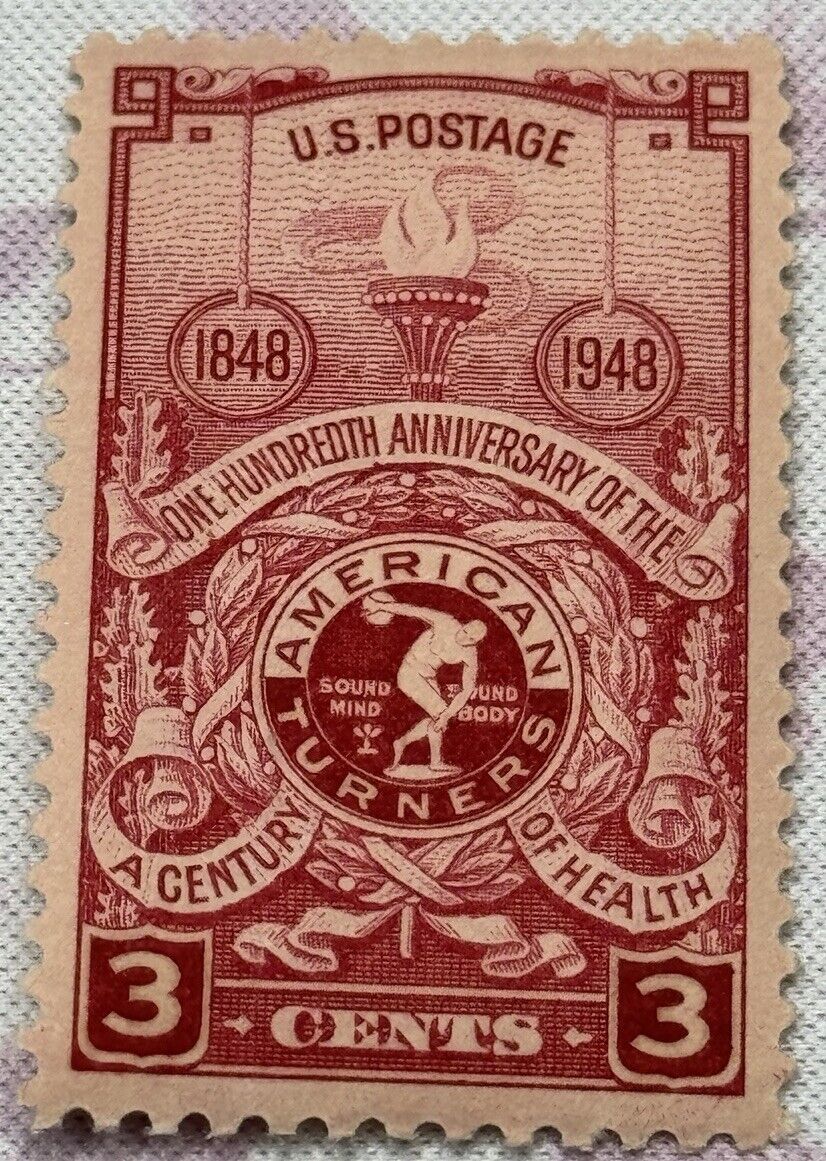 U.S.POSTAGE
1848
1948
ONE HUNDREDTH ANNIVERSARY OF THE
AMERICAN
SOUND
MIND
BODY
TURNERS
A CENTURY
OF HEALTH
3
CENTS
3